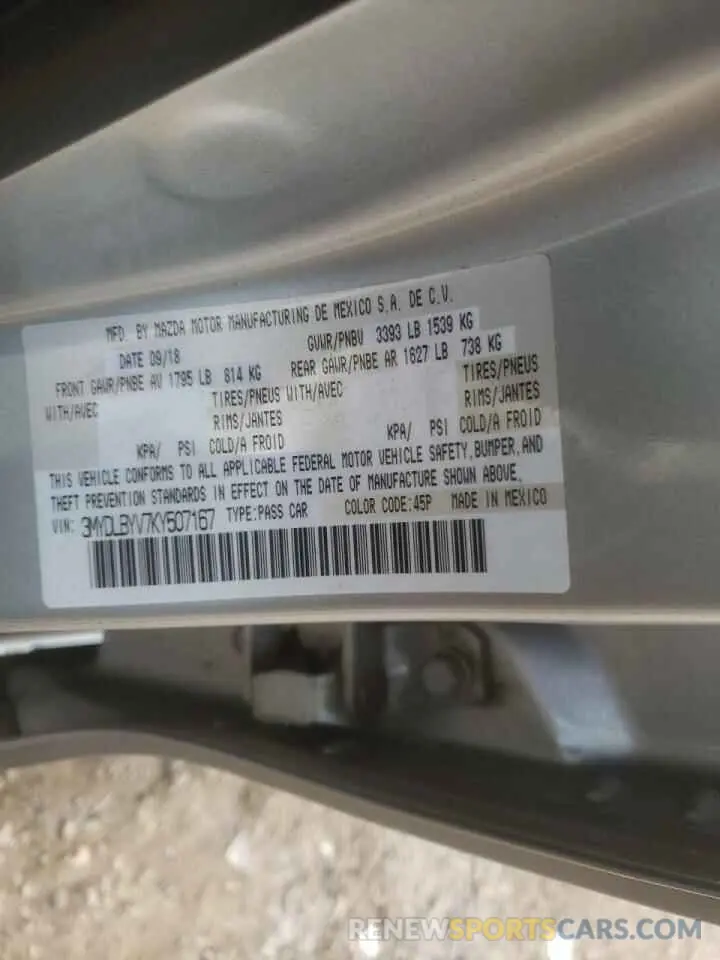 MFD. BY MAZDA MOTOR MANUFACTURING DE MEXICO S.A. DE C.V.
DATE 09/18 GVWR/PNBV 3393 LB 1539 KG
FRONT GAWR/PNBE AV 1795 LB 814 KG REAR GAWR/PNBE AR 1627 LB 738 KG
WITH/AVEC TIRES/PNEUS WITH/AVEC TIRES/PNEUS
RIMS/JANTES RIMS/JANTES
KPA/ PSI COLD/A FROID KPA/ PSI COLD/A FROID
THIS VEHICLE CONFORMS TO ALL APPLICABLE FEDERAL MOTOR VEHICLE SAFETY,BUMPER,AND
THEFT PREVENTION STANDARDS IN EFFECT ON THE DATE OF MANUFACTURE SHOWN ABOVE.
VIN: 3MYDLBYV7KY507167 TYPE:PASS CAR COLOR CODE:45P MADE IN MEXICO
RENEWSPORTSCARS.COM